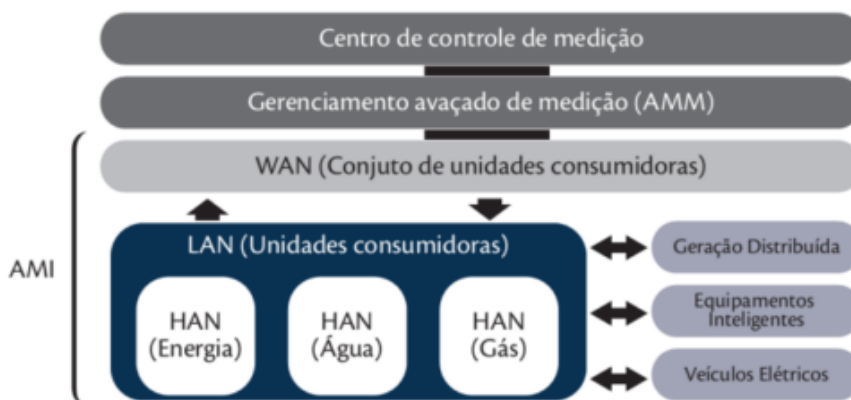 Centro de controle de medição
Gerenciamento avaçado de medição (AMM)
WAN (Conjuto de unidades consumidoras)
AMI
LAN (Unidades consumidoras)
HAN
(Energia)
HAN
(Água)
HAN
(Gás)
Geração Distribuída
Equipamentos
Inteligentes
Veículos Elétricos